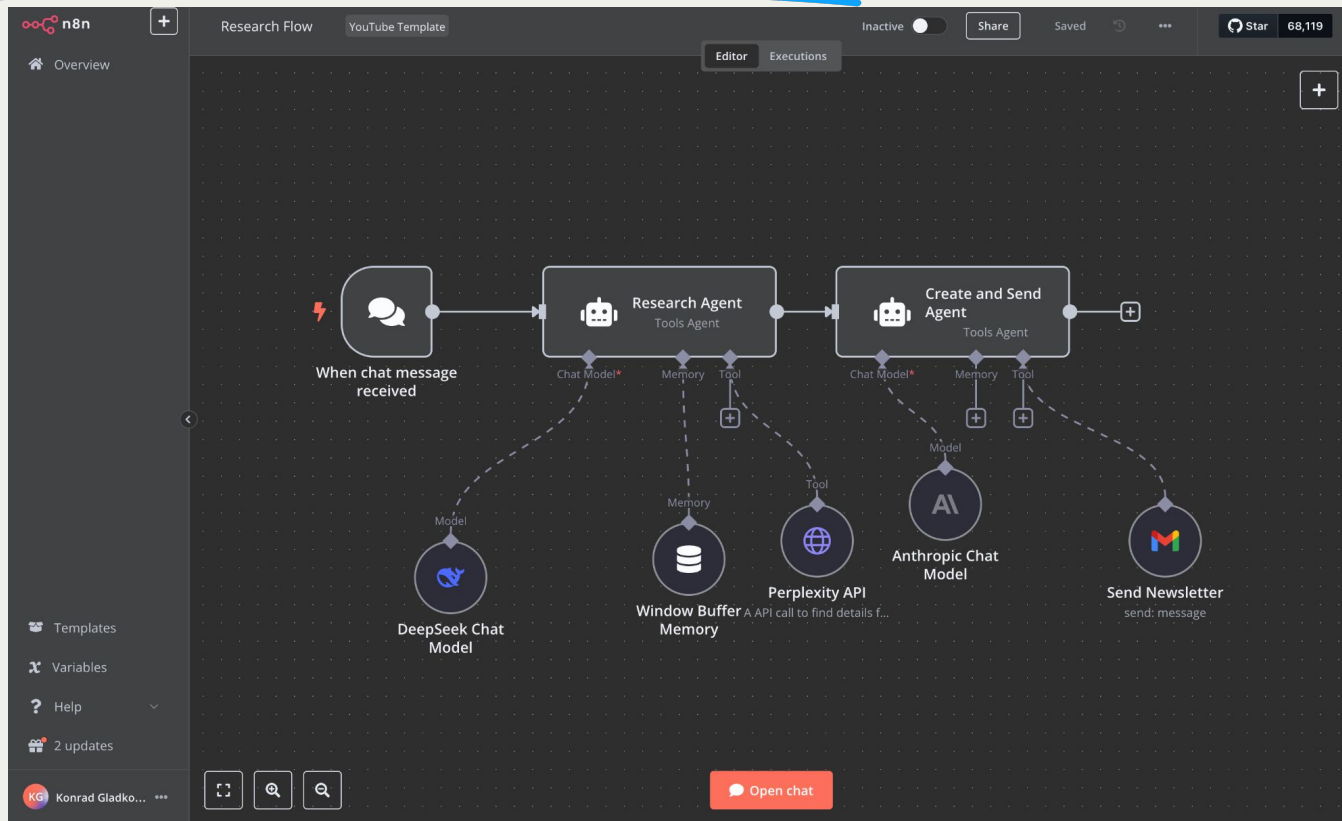 n8n
+
Research Flow
YouTube Template
Inactive
Share
Saved
Star 68,119
Overview
Editor
Executions
+
When chat message
received
Research Agent
Tools Agent
Chat Model*
Memory
Tool
Create and Send
Agent
Tools Agent
Chat Model*
Memory
Tool
Model
DeepSeek Chat
Model
Memory
Window Buffer
Memory
Tool
Perplexity API
A API call to find details f...
Model
Anthropic Chat
Model
Send Newsletter
send: message
Templates
Variables
Help
2 updates
KG
Konrad Gladko...
Open chat